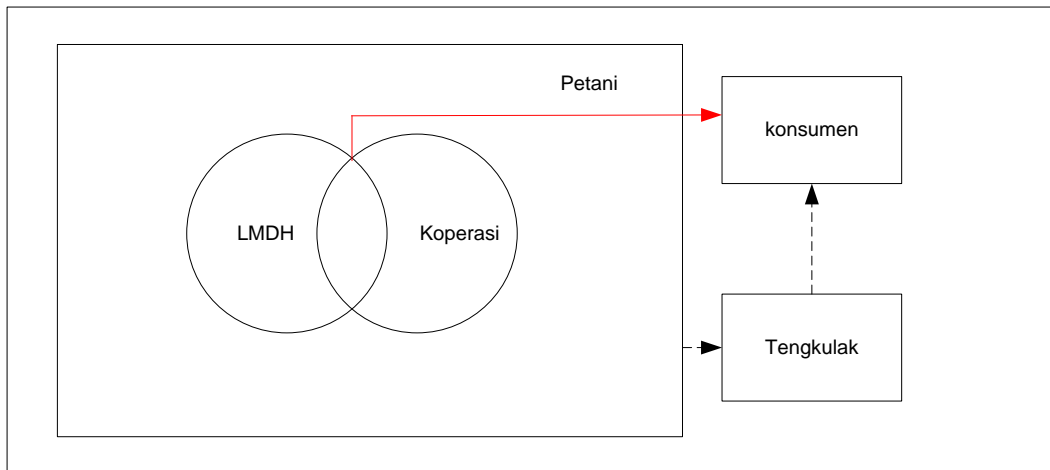 Petani
konsumen
LMDH
Koperasi
Tengkulak